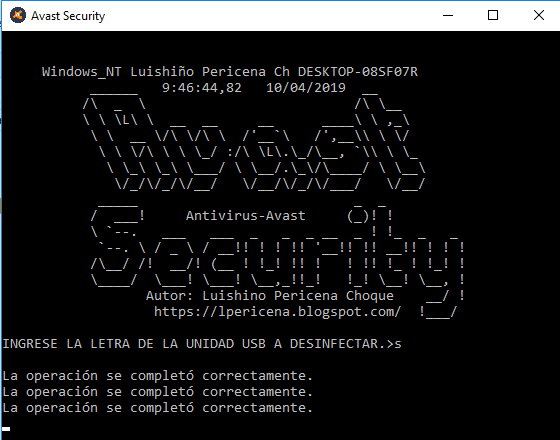 Avast Security
Windows_NT Luishiño Pericena Ch DESKTOP-08SF07R
9:46:44,82 10/04/2019
Avast
Antivirus-Avast
Security
Autor: Luishino Pericena Choque
https://lpericena.blogspot.com/
INGRESE LA LETRA DE LA UNIDAD USB A DESINFECTAR.>s
La operación se completó correctamente.
La operación se completó correctamente.
La operación se completó correctamente.